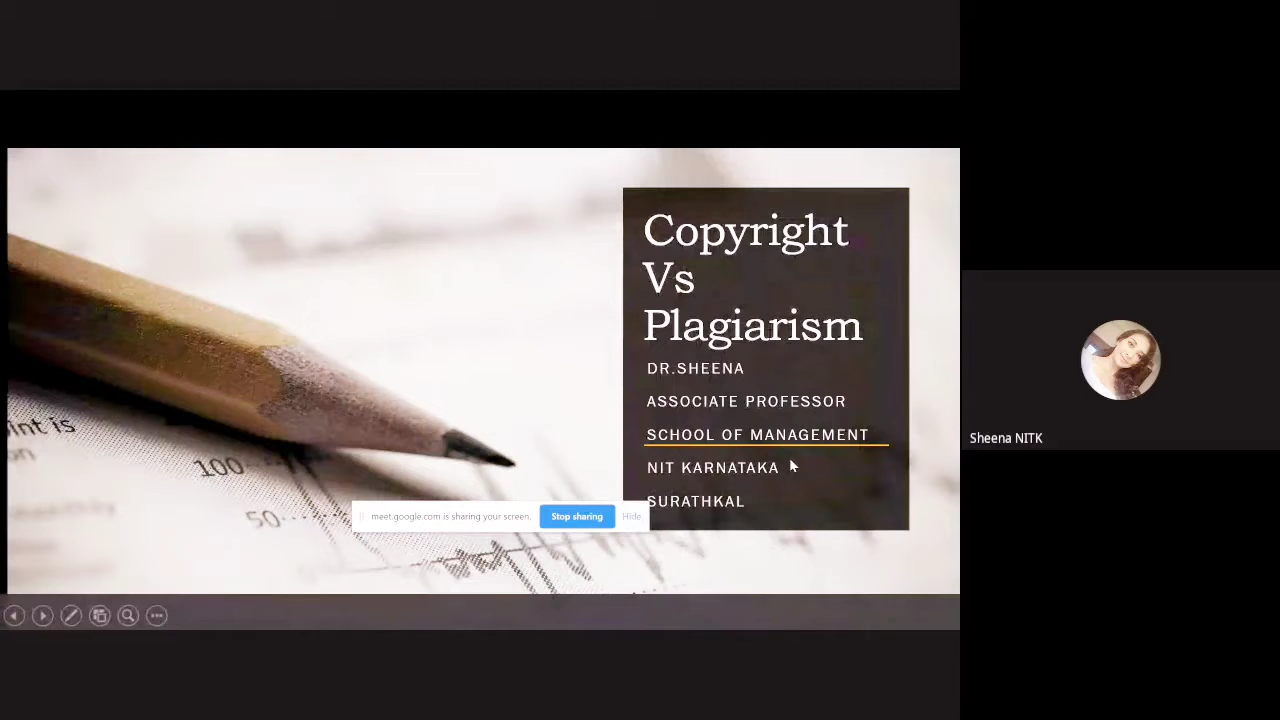 Copyright
Vs
Plagiarism
DR.SHEENA
ASSOCIATE PROFESSOR
SCHOOL OF MANAGEMENT
NIT KARNATAKA
SURATHKAL
int is
100
50
meet.google.com is sharing your screen. Stop sharing Hide
Sheena NITK